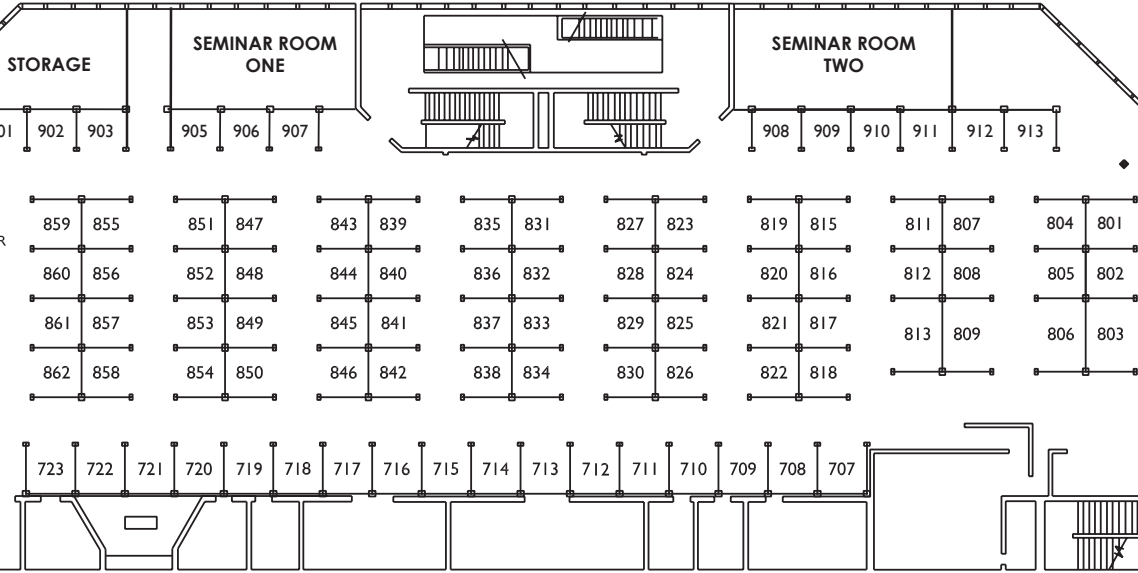 STORAGE
SEMINAR ROOM
ONE
SEMINAR ROOM
TWO
01 902 903 905 906 907 908 909 910 911 912 913
859 855 851 847 843 839 835 831 827 823 819 815 811 807 804 801
R
860 856 852 848 844 840 836 832 828 824 820 816 812 808 805 802
861 857 853 849 845 841 837 833 829 825 821 817 813 809 806 803
862 858 854 850 846 842 838 834 830 826 822 818
723 722 721 720 719 718 717 716 715 714 713 712 711 710 709 708 707